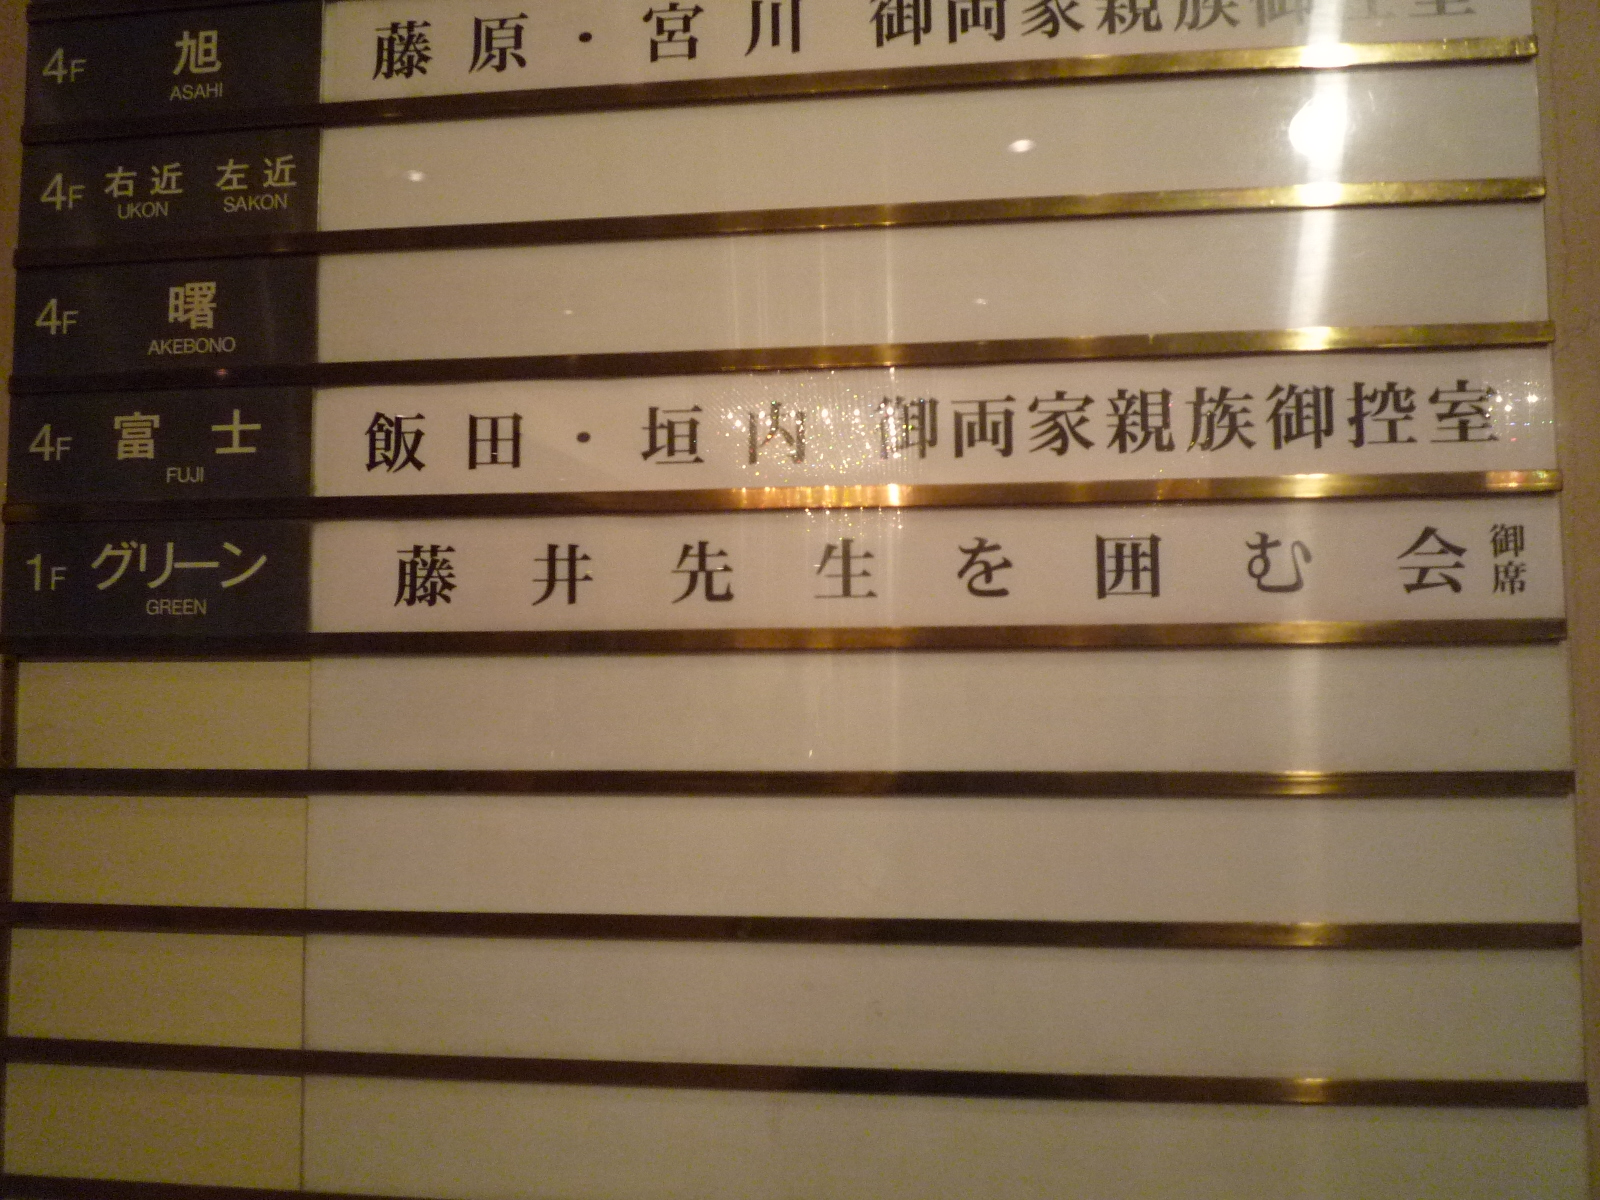 4F 旭 藤原・宮川 御両家親族御控室
ASAHI
4F 右近 左近
UKON SAKON
4F 曙
AKEBONO
4F 富士 飯田・垣内 御両家親族御控室
FUJI
1F グリーン 藤井先生を囲む会 御席
GREEN